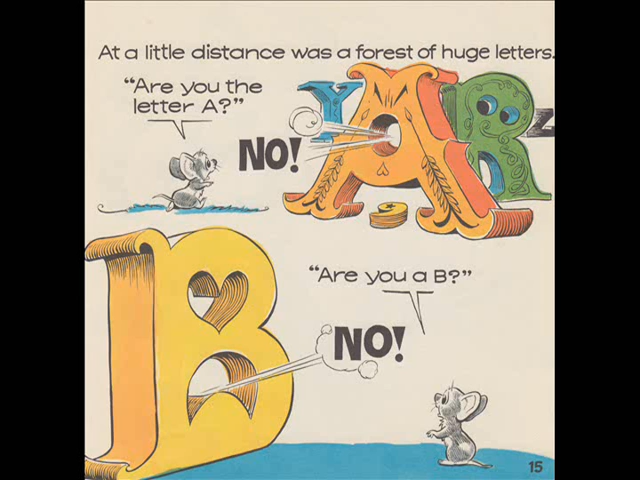 At a little distance was a forest of huge letters.
"Are you the
letter A?"
NO!
Y A R Z
B
"Are you a B?"
NO!
15